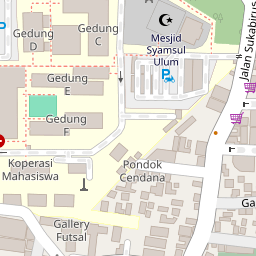 Gedung
D
Gedung
C
Mesjid
Syamsul
Ulum
Jalan Sukabirus
Gedung
E
Gedung
F
Koperasi
Mahasiswa
Pondok
Cendana
Ga
Gallery
Futsal